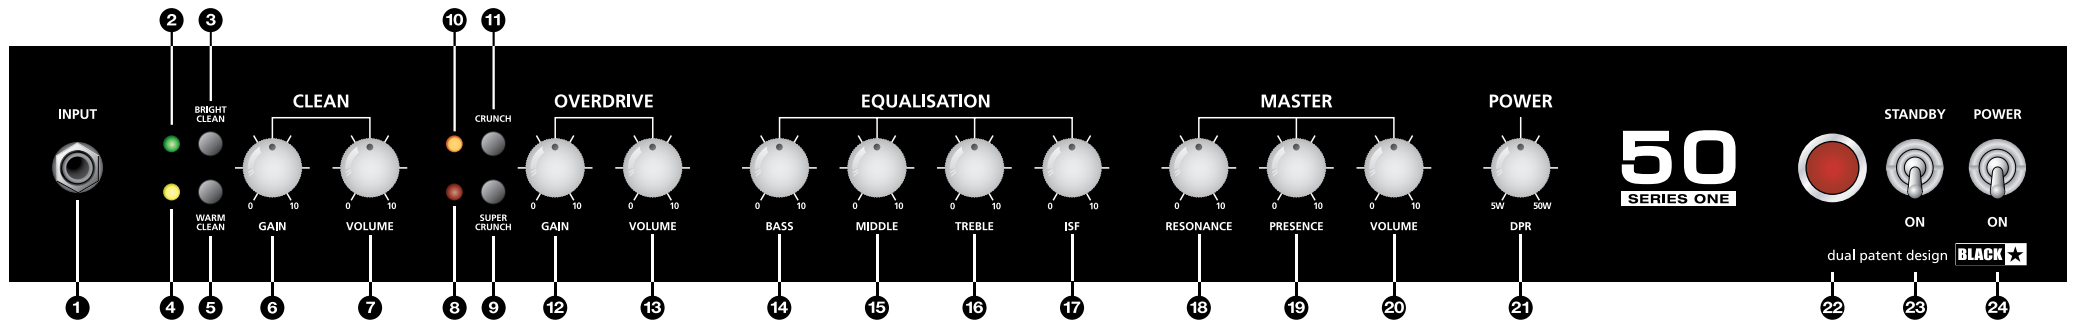 2 3 10 11
CLEAN OVERDRIVE EQUALISATION MASTER POWER
INPUT BRIGHT CLEAN CRUNCH STANDBY POWER
50
SERIES ONE
0 10 0 10 0 10 0 10 0 10 0 10 0 10 0 10 0 10 0 10 0 10 5W 50W
WARM CLEAN GAIN VOLUME SUPER CRUNCH GAIN VOLUME BASS MIDDLE TREBLE ISF RESONANCE PRESENCE VOLUME DPR ON ON
dual patent design BLACK★
1 4 5 6 7 8 9 12 13 14 15 16 17 18 19 20 21 22 23 24